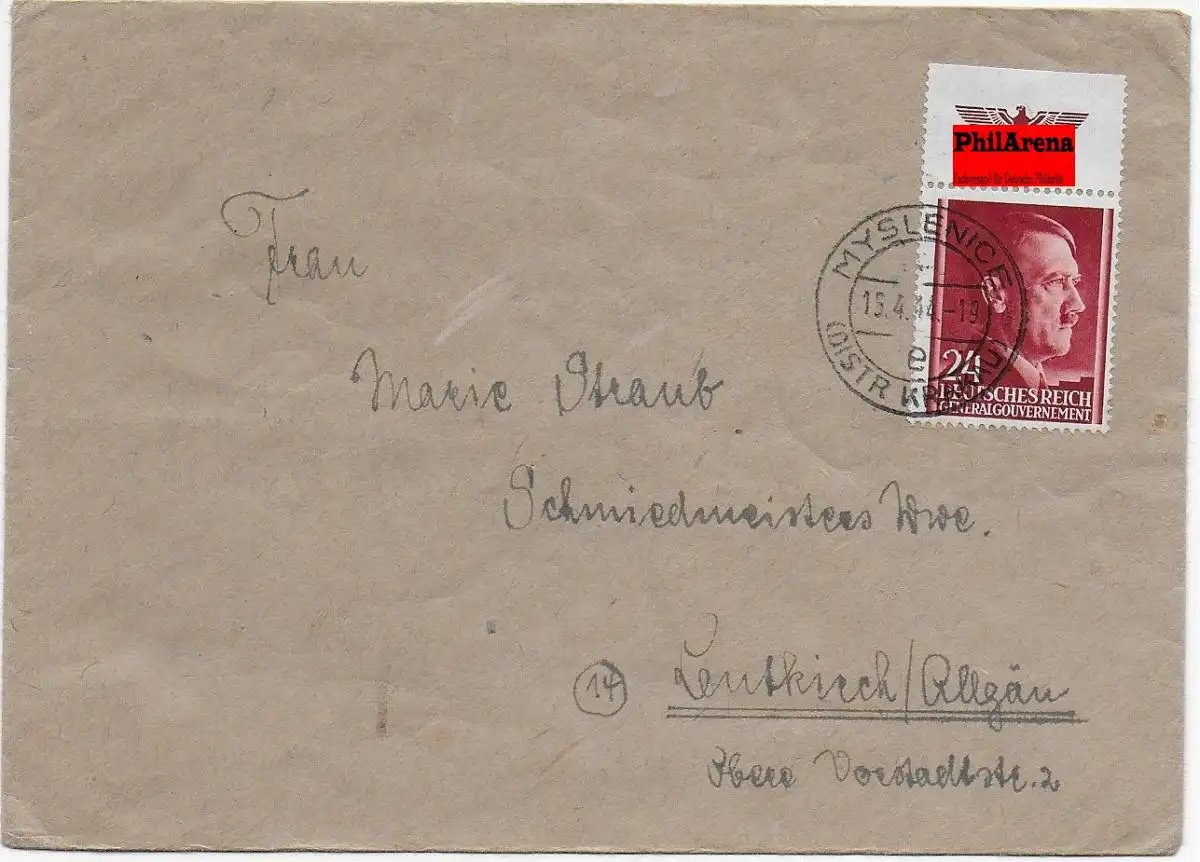 PhilArena
MYSLENICE
15.4.44.-19
e
(DISTR KRAKAU)
24
DEUTSCHES REICH
GENERALGOUVERNEMENT
Frau
Marie Straub
Schmiedmeisters Wwe.
14 Leutkirch/Allgäu
Obere Vorstadtstr. 2